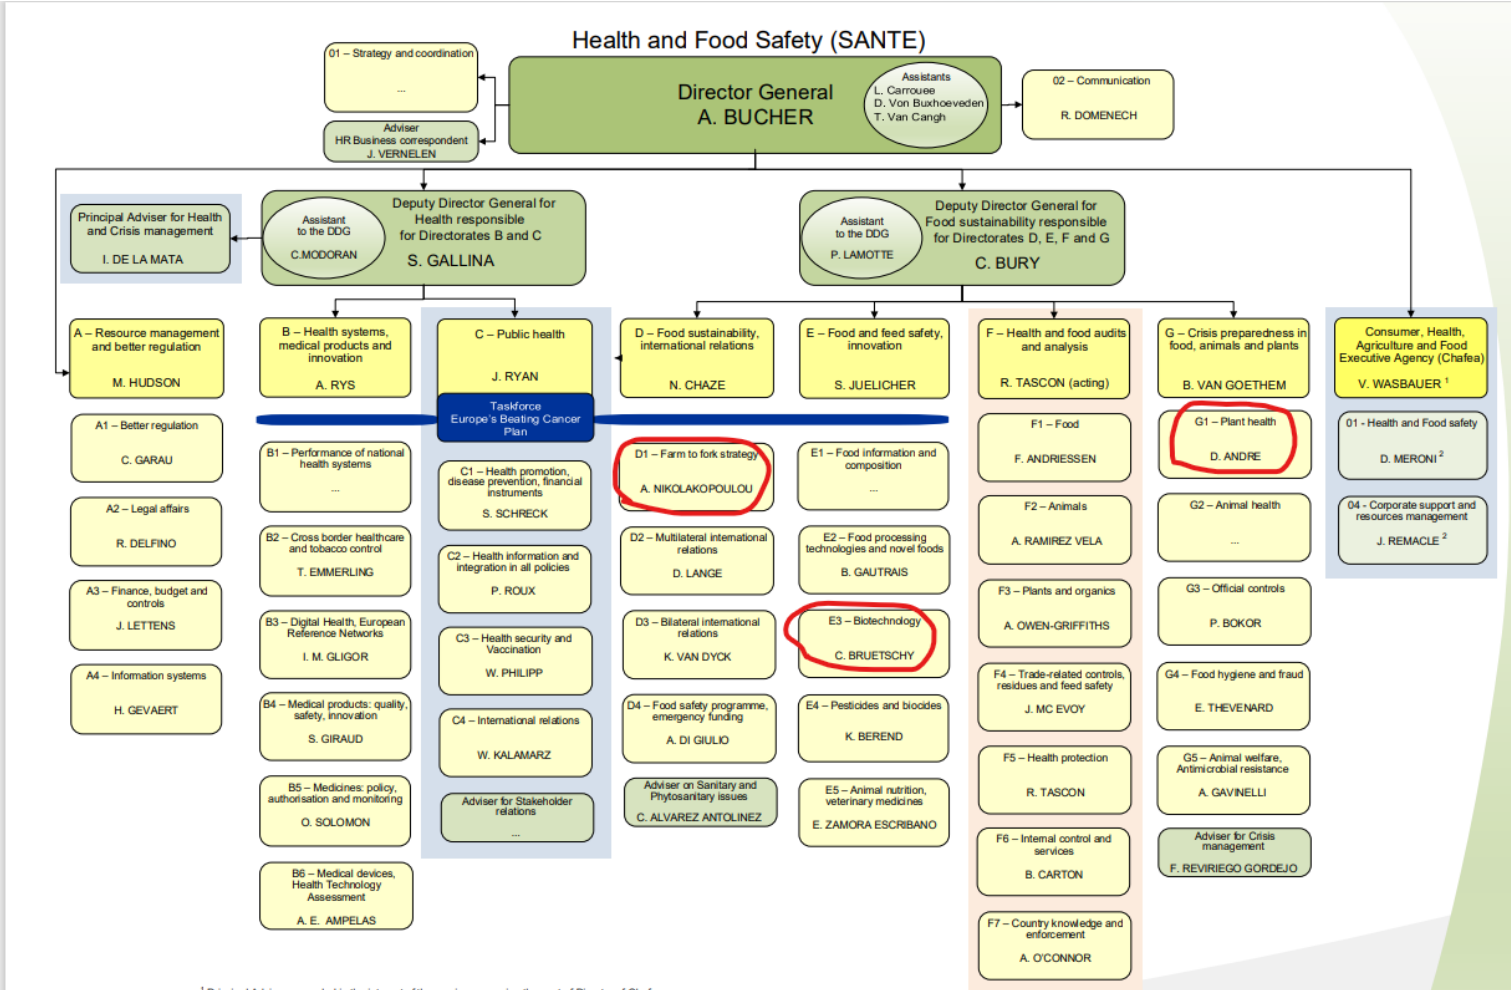 Health and Food Safety (SANTE)
01 – Strategy and coordination
...
Adviser
HR Business correspondent
J. VERNELEN
Director General
A. BUCHER
Assistants
L. Carrouee
D. Von Buxhoeveden
T. Van Cangh
02 – Communication
R. DOMENECH
Principal Adviser for Health
and Crisis management
I. DE LA MATA
Assistant
to the DDG
C.MODORAN
Deputy Director General for
Health responsible
for Directorates B and C
S. GALLINA
Assistant
to the DDG
P. LAMOTTE
Deputy Director General for
Food sustainability responsible
for Directorates D, E, F and G
C. BURY
A – Resource management
and better regulation
M. HUDSON
A1 – Better regulation
C. GARAU
A2 – Legal affairs
R. DELFINO
A3 – Finance, budget and
controls
J. LETTENS
A4 – Information systems
H. GEVAERT
B – Health systems,
medical products and
innovation
A. RYS
B1 – Performance of national
health systems
...
B2 – Cross border healthcare
and tobacco control
T. EMMERLING
B3 – Digital Health, European
Reference Networks
I. M. GLIGOR
B4 – Medical products: quality,
safety, innovation
S. GIRAUD
B5 – Medicines: policy,
authorisation and monitoring
O. SOLOMON
B6 – Medical devices,
Health Technology
Assessment
A. E. AMPELAS
C – Public health
J. RYAN
Taskforce
Europe's Beating Cancer
Plan
C1 – Health promotion,
disease prevention, financial
instruments
S. SCHRECK
C2 – Health information and
integration in all policies
P. ROUX
C3 – Health security and
Vaccination
W. PHILIPP
C4 – International relations
W. KALAMARZ
Adviser for Stakeholder
relations
...
D – Food sustainability,
international relations
N. CHAZE
D1 – Farm to fork strategy
A. NIKOLAKOPOULOU
D2 – Multilateral international
relations
D. LANGE
D3 – Bilateral international
relations
K. VAN DYCK
D4 – Food safety programme,
emergency funding
A. DI GIULIO
Adviser on Sanitary and
Phytosanitary issues
C. ALVAREZ ANTOLINEZ
E – Food and feed safety,
innovation
S. JUELICHER
E1 – Food information and
composition
...
E2 – Food processing
technologies and novel foods
B. GAUTRAIS
E3 – Biotechnology
C. BRUETSCHY
E4 – Pesticides and biocides
K. BEREND
E5 – Animal nutrition,
veterinary medicines
E. ZAMORA ESCRIBANO
F – Health and food audits
and analysis
R. TASCON (acting)
F1 – Food
F. ANDRIESSEN
F2 – Animals
A. RAMIREZ VELA
F3 – Plants and organics
A. OWEN-GRIFFITHS
F4 – Trade-related controls,
residues and feed safety
J. MC EVOY
F5 – Health protection
R. TASCON
F6 – Internal control and
services
B. CARTON
F7 – Country knowledge and
enforcement
A. O'CONNOR
G – Crisis preparedness in
food, animals and plants
B. VAN GOETHEM
G1 – Plant health
D. ANDRE
G2 – Animal health
...
G3 – Official controls
P. BOKOR
G4 – Food hygiene and fraud
E. THEVENARD
G5 – Animal welfare,
Antimicrobial resistance
A. GAVINELLI
Adviser for Crisis
management
F. REVIRIEGO GORDEJO
Consumer, Health,
Agriculture and Food
Executive Agency (Chafea)
V. WASBAUER 1
01 - Health and Food safety
D. MERONI 2
04 - Corporate support and
resources management
J. REMACLE 2